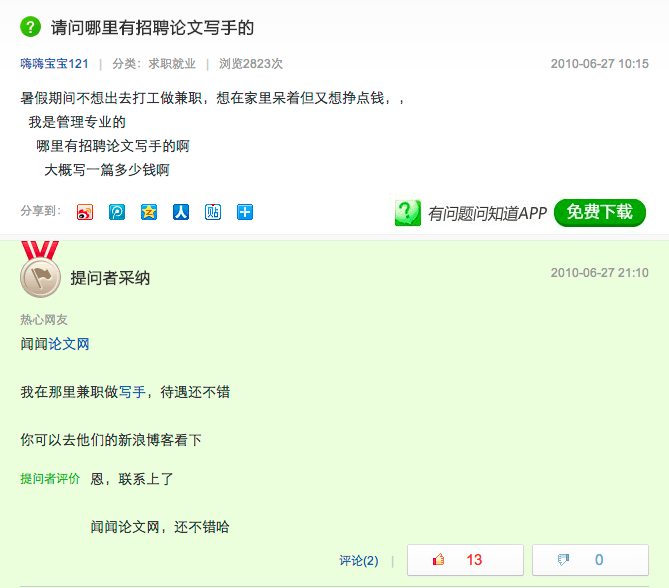 请问哪里有招聘论文写手的
嗨嗨宝宝121 | 分类：求职就业 | 浏览2823次 2010-06-27 10:15
暑假期间不想出去打工做兼职，想在家里呆着但又想挣点钱，，
我是管理专业的
哪里有招聘论文写手的啊
大概写一篇多少钱啊
分享到： 贴 有问题问知道APP 免费下载
提问者采纳 2010-06-27 21:10
热心网友
闻闻论文网
我在那里兼职做写手，待遇还不错
你可以去他们的新浪博客看下
提问者评价 恩，联系上了
闻闻论文网，还不错哈
评论(2) | 13 0